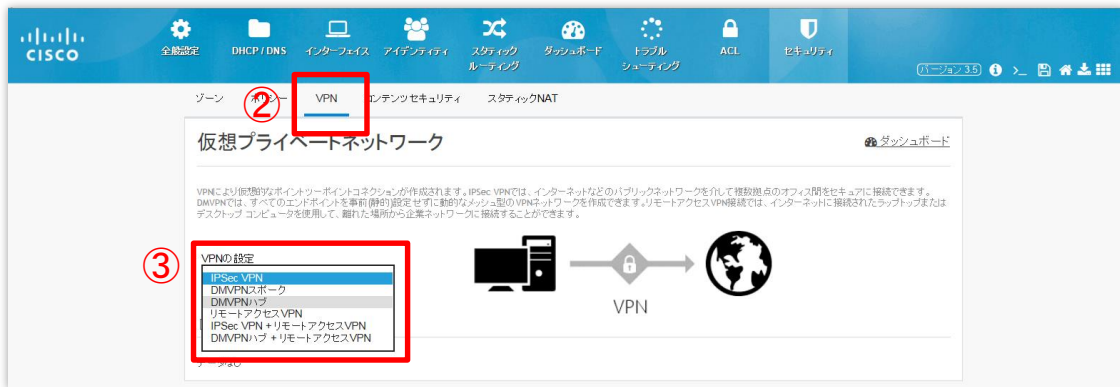 CISCO
全般設定
DHCP / DNS
インターフェイス
アイデンティティ
スタティック
ルーティング
ダッシュボード
トラブル
シューティング
ACL
セキュリティ
(バージョン 3.5)
ゾーン
②
VPN
コンテンツセキュリティ
スタティックNAT
仮想プライベートネットワーク
ダッシュボード
VPNにより仮想的なポイントツーポイントコネクションが作成されます。IPSec VPNでは、インターネットなどのパブリックネットワークを介して複数拠点のオフィス間をセキュアに接続できます。
DMVPNでは、すべてのエンドポイントを事前(静的)設定せずに動的なメッシュ型のVPNネットワークを作成できます。リモートアクセスVPN接続では、インターネットに接続されたラップトップまたは
デスクトップ コンピュータを使用して、離れた場所から企業ネットワークに接続することができます。
③
VPNの設定
IPSec VPN
DMVPNスポーク
DMVPNハブ
リモートアクセスVPN
IPSec VPN + リモートアクセスVPN
DMVPNハブ + リモートアクセスVPN
VPN